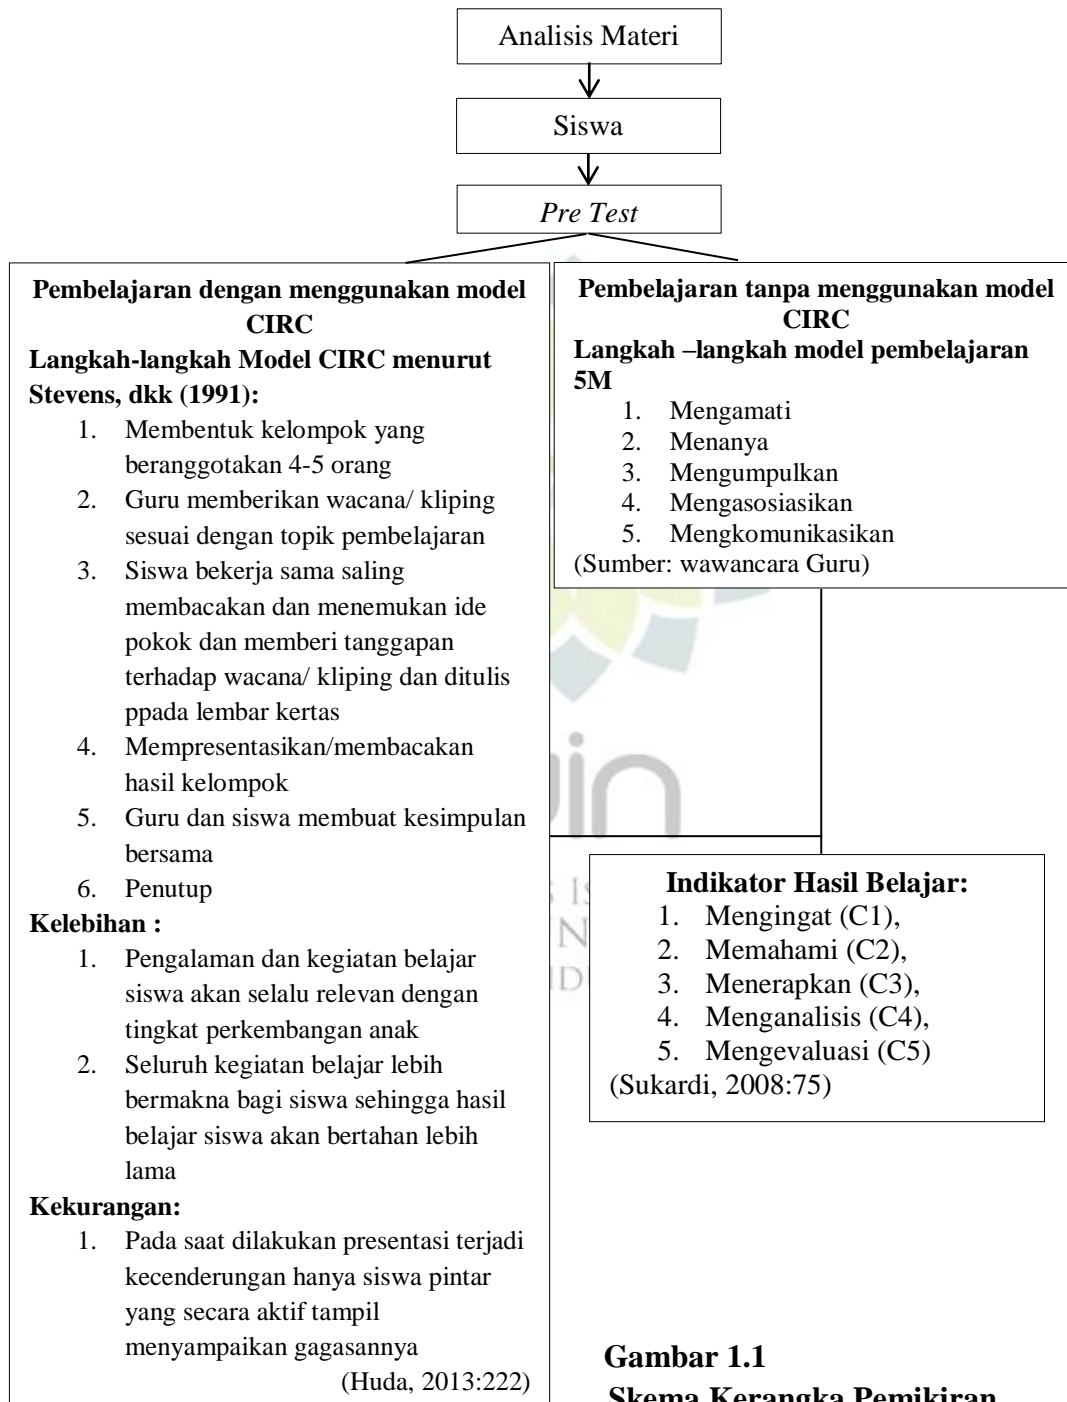 Analisis Materi
Siswa
Pre Test
Pembelajaran dengan menggunakan model
CIRC
Langkah-langkah Model CIRC menurut
Stevens, dkk (1991):
1. Membentuk kelompok yang
beranggotakan 4-5 orang
2. Guru memberikan wacana/ kliping
sesuai dengan topik pembelajaran
3. Siswa bekerja sama saling
membacakan dan menemukan ide
pokok dan memberi tanggapan
terhadap wacana/ kliping dan ditulis
ppada lembar kertas
4. Mempresentasikan/membacakan
hasil kelompok
5. Guru dan siswa membuat kesimpulan
bersama
6. Penutup
Kelebihan :
1. Pengalaman dan kegiatan belajar
siswa akan selalu relevan dengan
tingkat perkembangan anak
2. Seluruh kegiatan belajar lebih
bermakna bagi siswa sehingga hasil
belajar siswa akan bertahan lebih
lama
Kekurangan:
1. Pada saat dilakukan presentasi terjadi
kecenderungan hanya siswa pintar
yang secara aktif tampil
menyampaikan gagasannya
(Huda, 2013:222)
Pembelajaran tanpa menggunakan model
CIRC
Langkah –langkah model pembelajaran
5M
1. Mengamati
2. Menanya
3. Mengumpulkan
4. Mengasosiasikan
5. Mengkomunikasikan
(Sumber: wawancara Guru)
Indikator Hasil Belajar:
1. Mengingat (C1),
2. Memahami (C2),
3. Menerapkan (C3),
4. Menganalisis (C4),
5. Mengevaluasi (C5)
(Sukardi, 2008:75)
Gambar 1.1
Skema Kerangka Pemikiran